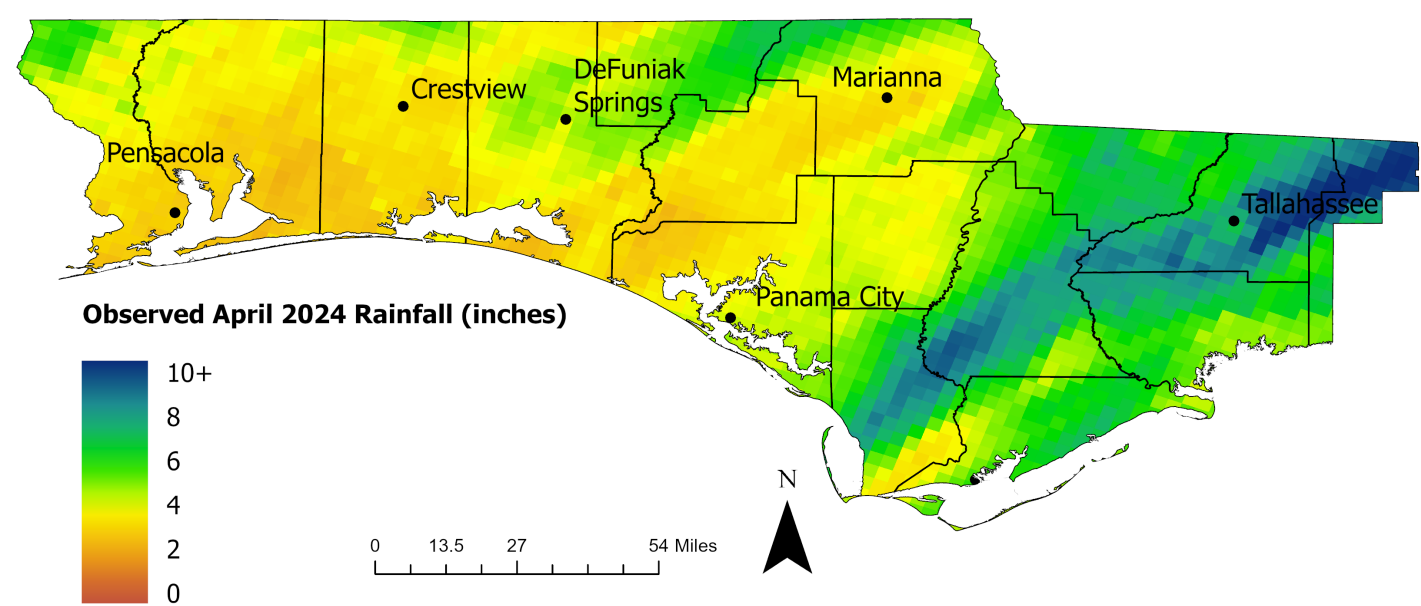 DeFuniak
Springs
Marianna
Crestview
Pensacola
Tallahassee
Panama City
Observed April 2024 Rainfall (inches)
10+
8
6
4
2
0
N
0 13.5 27 54 Miles